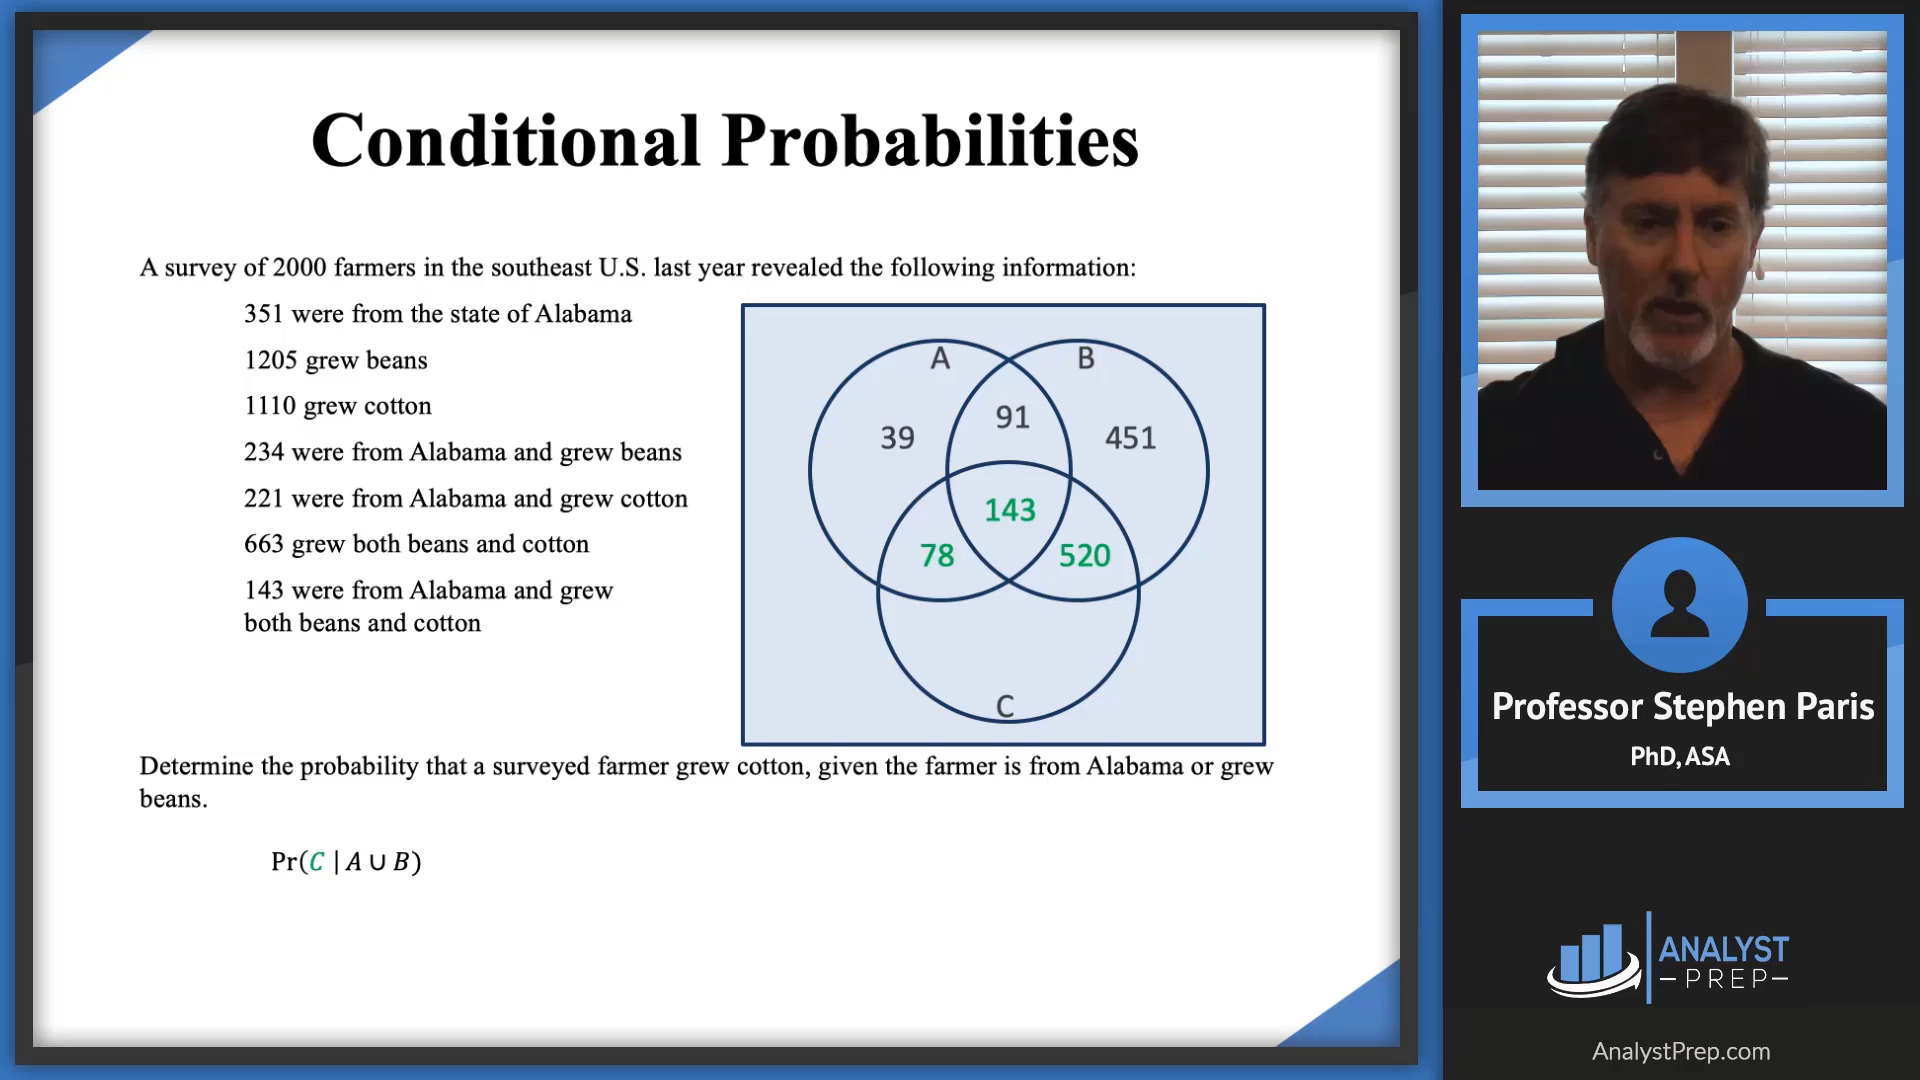 Conditional Probabilities
A survey of 2000 farmers in the southeast U.S. last year revealed the following information:
351 were from the state of Alabama
1205 grew beans
1110 grew cotton
234 were from Alabama and grew beans
221 were from Alabama and grew cotton
663 grew both beans and cotton
143 were from Alabama and grew
both beans and cotton
A
B
39
91
451
143
78
520
C
Determine the probability that a surveyed farmer grew cotton, given the farmer is from Alabama or grew
beans.
Pr(C | A ∪ B)
Professor Stephen Paris
PhD, ASA
ANALYST
PREP
AnalystPrep.com